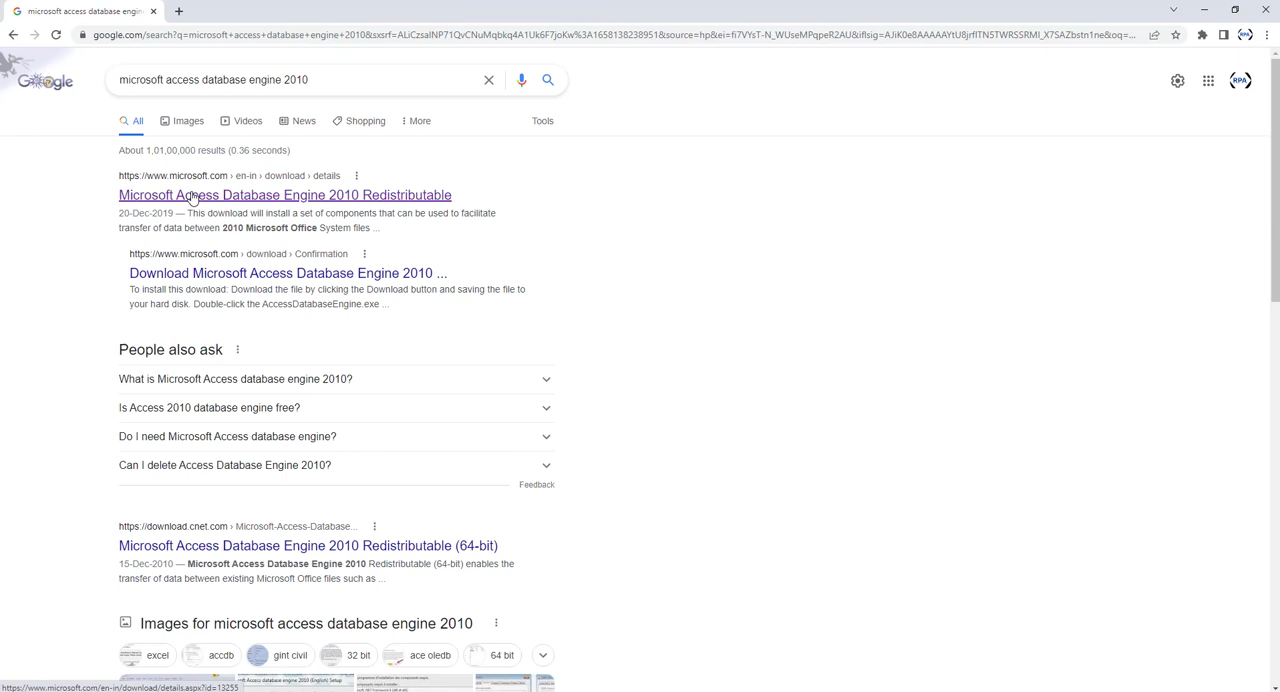 microsoft access database engine
google.com/search?q=microsoft+access+database+engine+2010&sxsrf=ALiCzsalNP71QvCNuMqbkq4A1Uk6F7joKw%3A1658138238951&source=hp&ei=fi7VYsT-N_WUseMPqpeR2AU&iflsig=AJiK0e8AAAAAYtU8jrfITN5TWRSSRMI_X7SAZbstn1ne&oq=...
RPA
Google
microsoft access database engine 2010
RPA
All
Images
Videos
News
Shopping
More
Tools
About 1,01,00,000 results (0.36 seconds)
https://www.microsoft.com › en-in › download › details
Microsoft Access Database Engine 2010 Redistributable
20-Dec-2019 — This download will install a set of components that can be used to facilitate
transfer of data between 2010 Microsoft Office System files ...
https://www.microsoft.com › download › Confirmation
Download Microsoft Access Database Engine 2010 ...
To install this download: Download the file by clicking the Download button and saving the file to
your hard disk. Double-click the AccessDatabaseEngine.exe ...
People also ask
What is Microsoft Access database engine 2010?
Is Access 2010 database engine free?
Do I need Microsoft Access database engine?
Can I delete Access Database Engine 2010?
Feedback
https://download.cnet.com › Microsoft-Access-Database...
Microsoft Access Database Engine 2010 Redistributable (64-bit)
15-Dec-2010 — Microsoft Access Database Engine 2010 Redistributable (64-bit) enables the
transfer of data between existing Microsoft Office files such as ...
Images for microsoft access database engine 2010
excel
accdb
gint civil
32 bit
ace oledb
64 bit
https://www.microsoft.com/en-in/download/details.aspx?id=13255